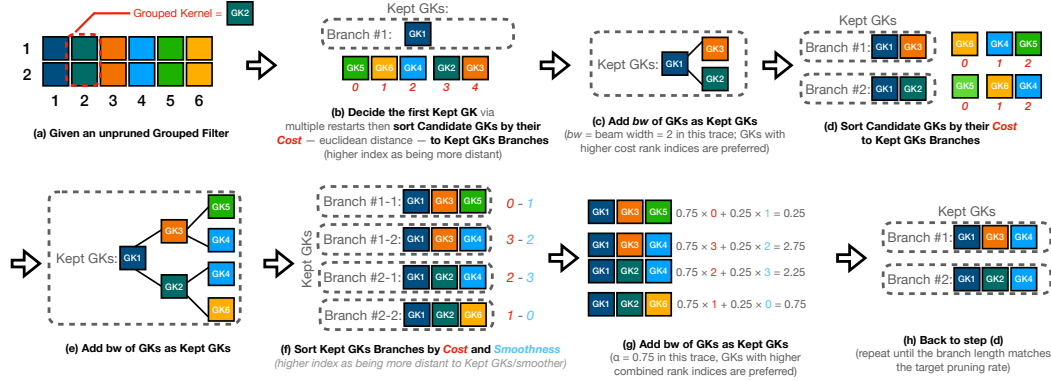 Grouped Kernel = GK2
1
2
1 2 3 4 5 6
(a) Given an unpruned Grouped Filter
Kept GKs:
Branch #1: GK1
GK5 GK6 GK4 GK2 GK3
0 1 2 3 4
(b) Decide the first Kept GK via
multiple restarts then sort Candidate GKs by their
Cost — euclidean distance — to Kept GKs Branches
(higher index as being more distant)
Kept GKs: GK1
GK3
GK2
(c) Add bw of GKs as Kept GKs
(bw = beam width = 2 in this trace; GKs with
higher cost rank indices are preferred)
Kept GKs
Branch #1: GK1 GK3
GK6 GK4 GK5
0 1 2
Branch #2: GK1 GK2
GK5 GK6 GK4
0 1 2
(d) Sort Candidate GKs by their Cost
to Kept GKs Branches
Kept GKs: GK1
GK3
GK2
GK5
GK4
GK4
GK6
(e) Add bw of GKs as Kept GKs
Kept GKs
Branch #1-1: GK1 GK3 GK5 0 - 1
Branch #1-2: GK1 GK3 GK4 3 - 2
Branch #2-1: GK1 GK2 GK4 2 - 3
Branch #2-2: GK1 GK2 GK6 1 - 0
(f) Sort Kept GKs Branches by Cost and Smoothness
(higher index as being more distant to Kept GKs/smoother)
GK1 GK3 GK5 0.75 × 0 + 0.25 × 1 = 0.25
GK1 GK3 GK4 0.75 × 3 + 0.25 × 2 = 2.75
GK1 GK2 GK4 0.75 × 2 + 0.25 × 3 = 2.25
GK1 GK2 GK6 0.75 × 1 + 0.25 × 0 = 0.75
(g) Add bw of GKs as Kept GKs
(α = 0.75 in this trace, GKs with higher
combined rank indices are preferred)
Kept GKs
Branch #1: GK1 GK3 GK4
Branch #2: GK1 GK2 GK4
(h) Back to step (d)
(repeat until the branch length matches
the target pruning rate)